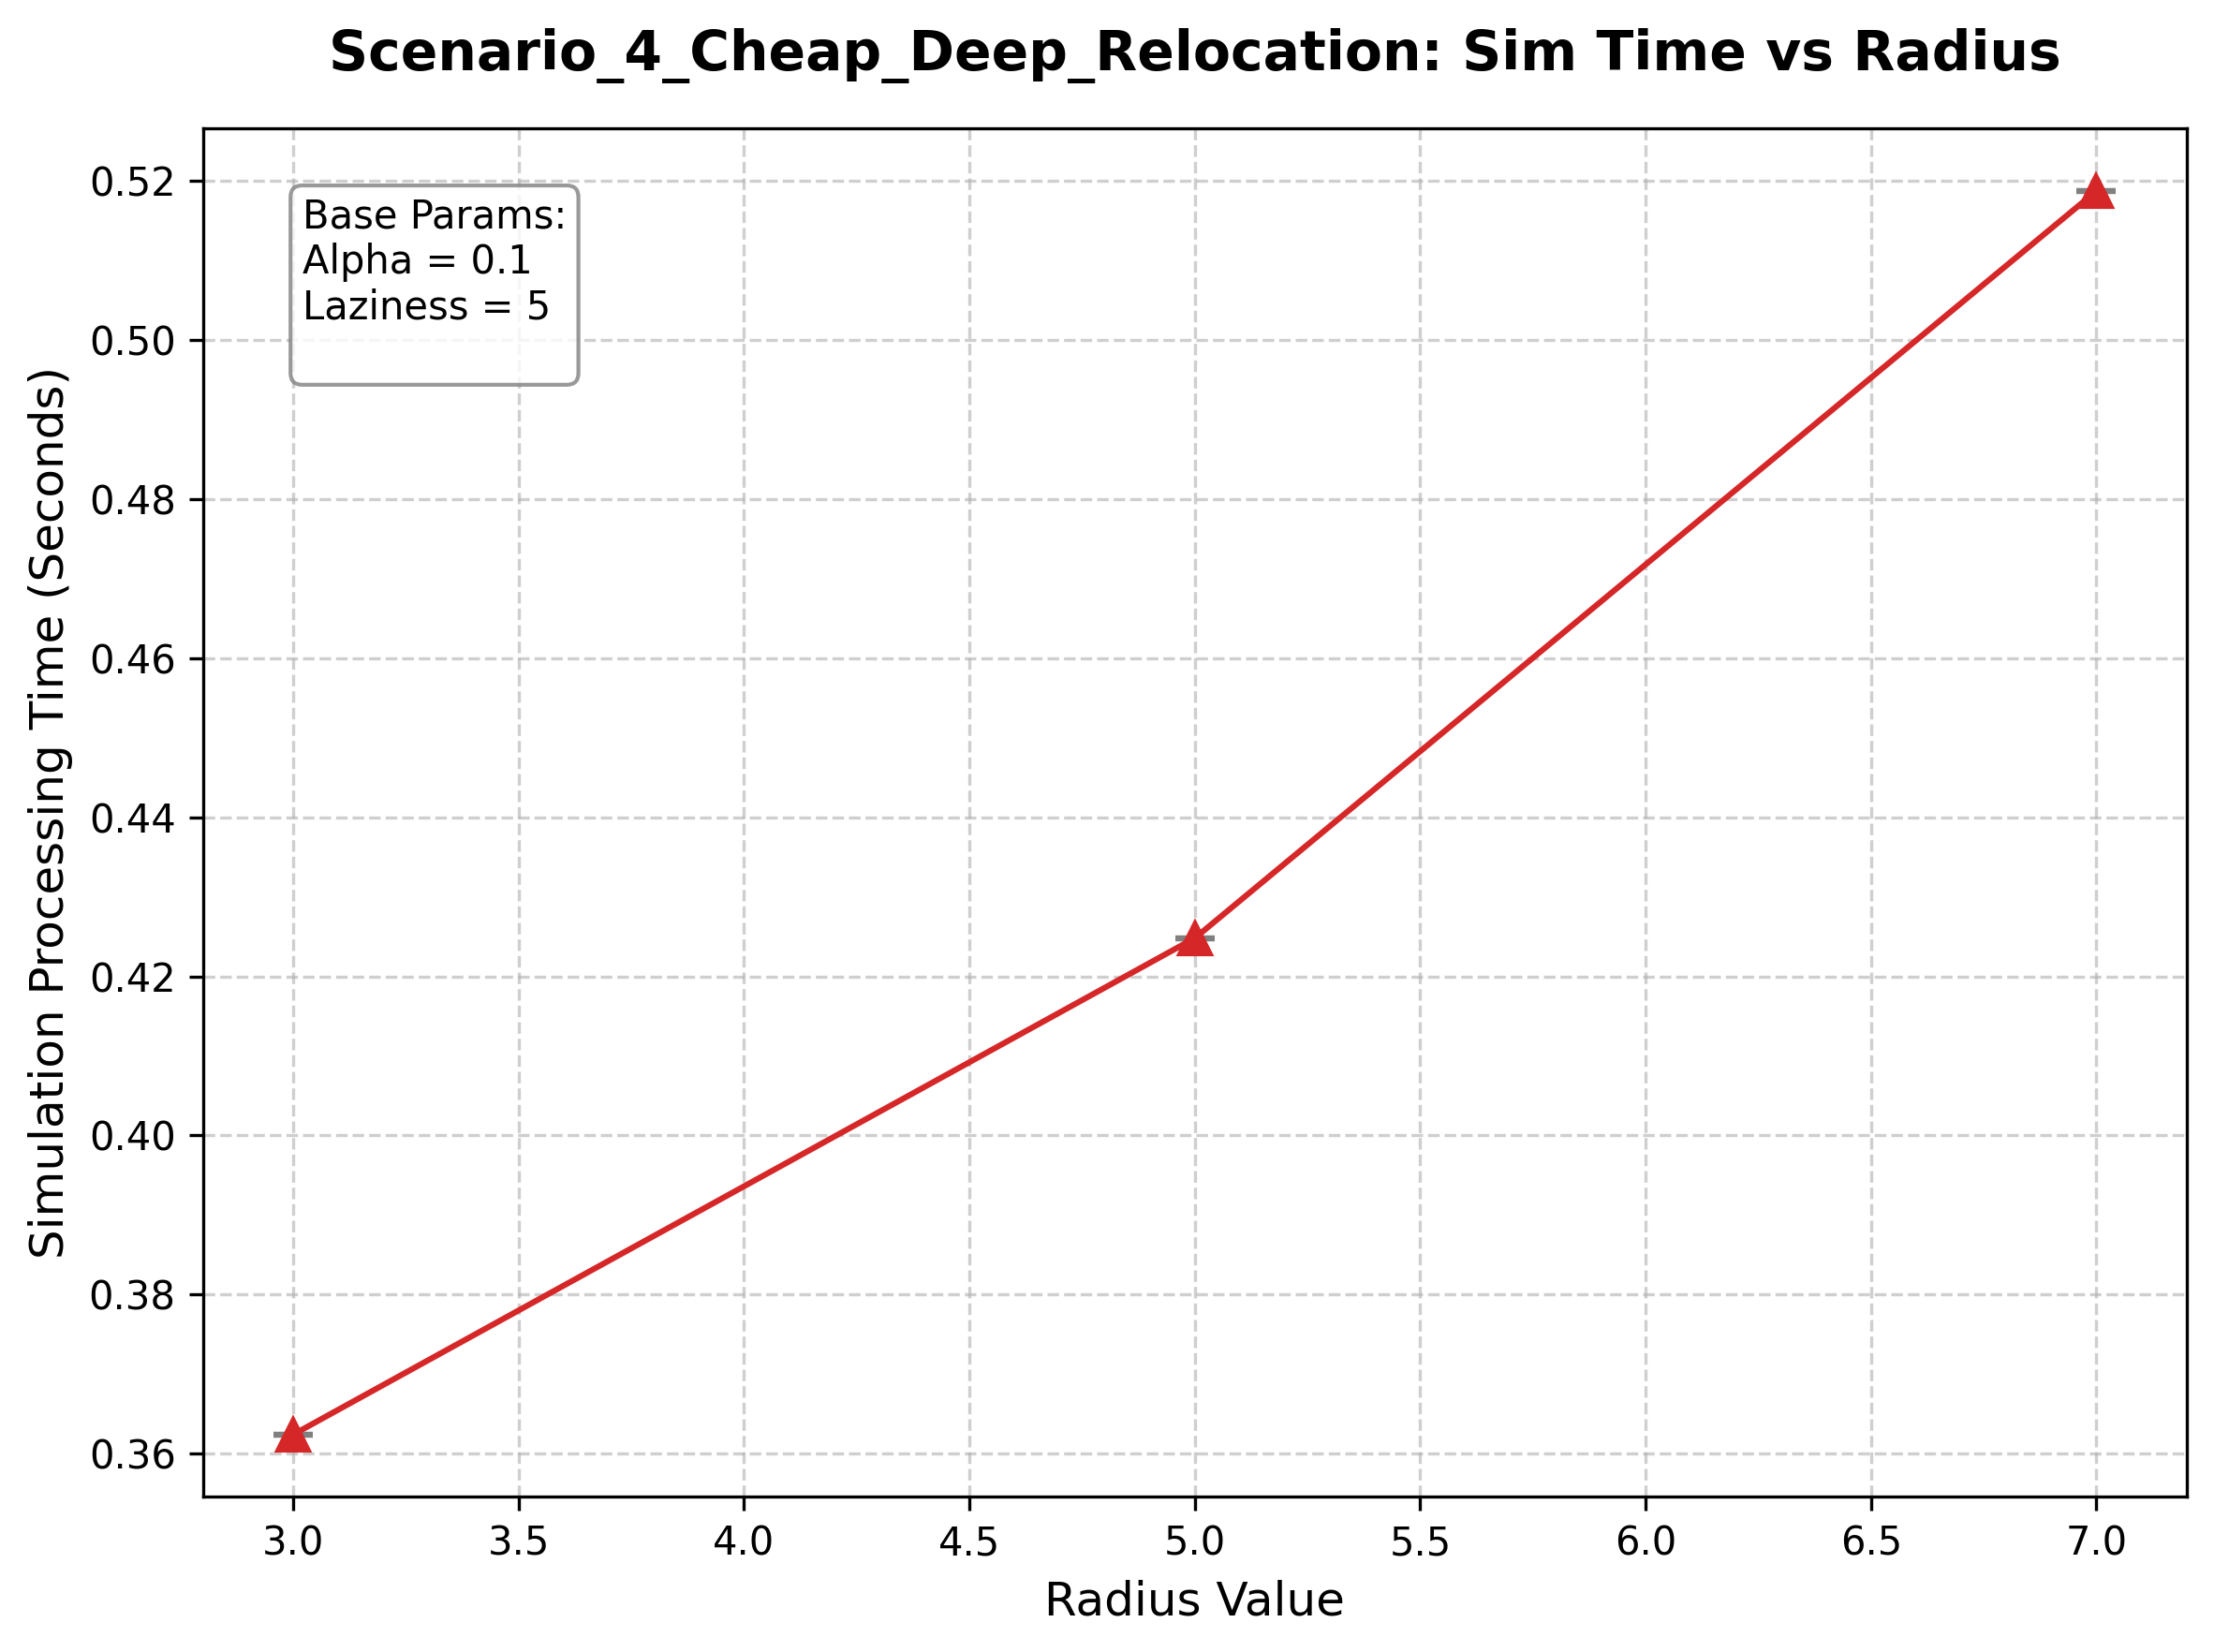 Scenario_4_Cheap_Deep_Relocation: Sim Time vs Radius
Base Params:
Alpha = 0.1
Laziness = 5
Simulation Processing Time (Seconds)
0.52
0.50
0.48
0.46
0.44
0.42
0.40
0.38
0.36
3.0 3.5 4.0 4.5 5.0 5.5 6.0 6.5 7.0
Radius Value